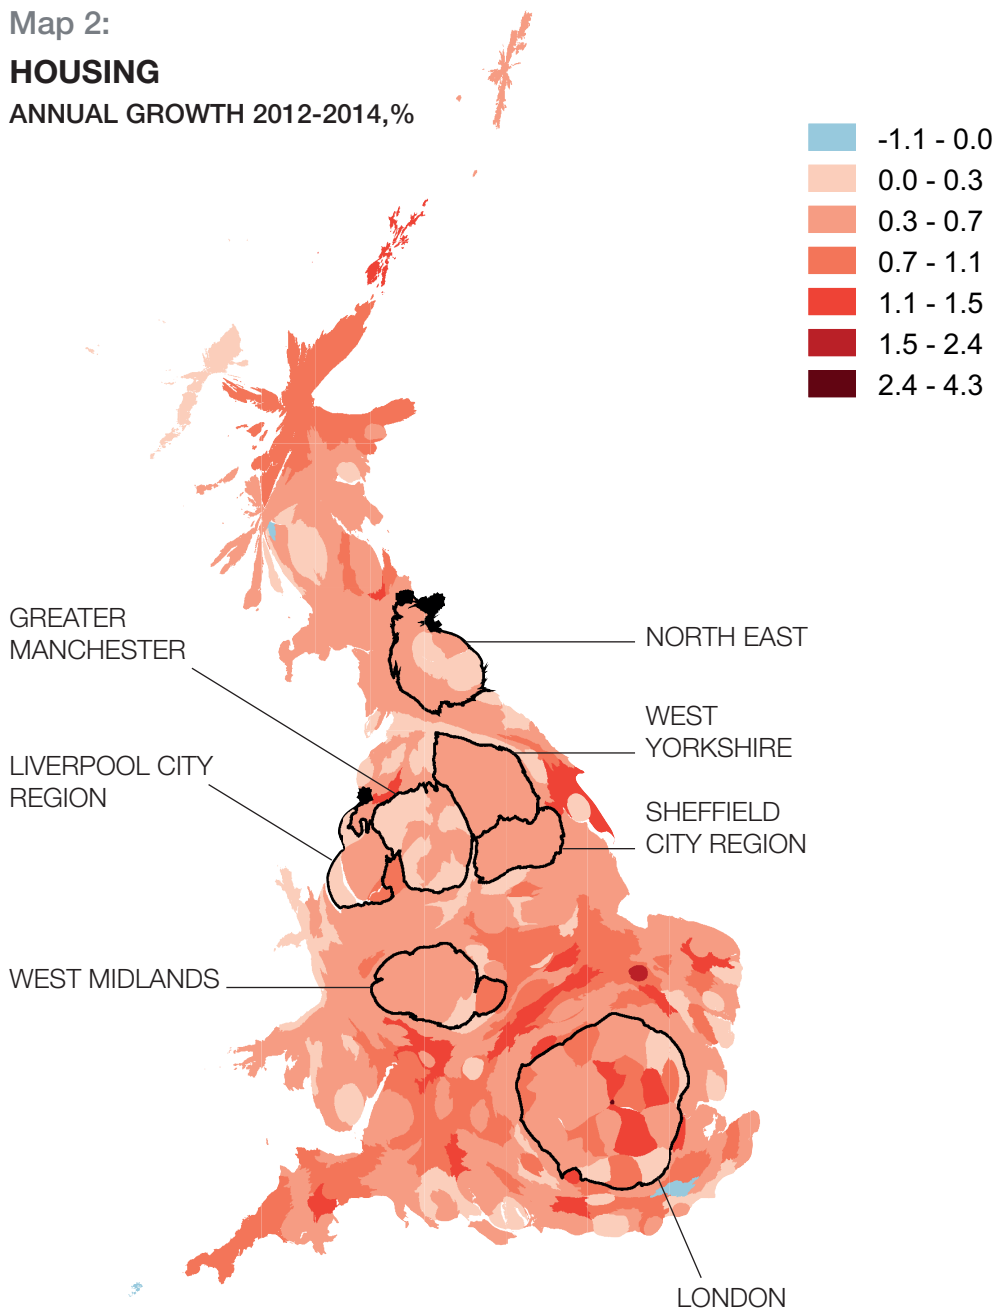 Map 2:
HOUSING
ANNUAL GROWTH 2012-2014,%
-1.1 - 0.0
0.0 - 0.3
0.3 - 0.7
0.7 - 1.1
1.1 - 1.5
1.5 - 2.4
2.4 - 4.3
GREATER
MANCHESTER
NORTH EAST
WEST
YORKSHIRE
LIVERPOOL CITY
REGION
SHEFFIELD
CITY REGION
WEST MIDLANDS
LONDON